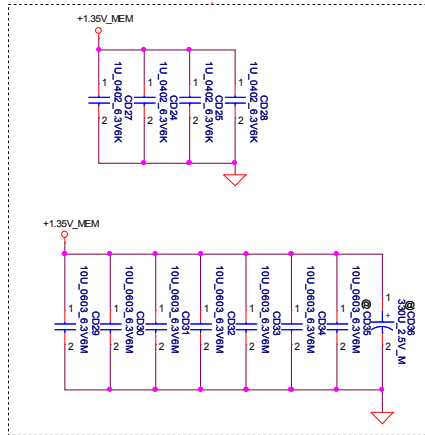 +1.35V_MEM
1
2
CD27
1U_0402_6.3V6K
1
2
CD24
1U_0402_6.3V6K
1
2
CD25
1U_0402_6.3V6K
1
2
CD28
1U_0402_6.3V6K
+1.35V_MEM
1
2
CD29
10U_0603_6.3V6M
1
2
CD30
10U_0603_6.3V6M
1
2
CD31
10U_0603_6.3V6M
1
2
CD32
10U_0603_6.3V6M
1
2
CD33
10U_0603_6.3V6M
1
2
CD34
10U_0603_6.3V6M
1
2
@CD35
10U_0603_6.3V6M
1
+
2
@CD36
330U_2.5V_M